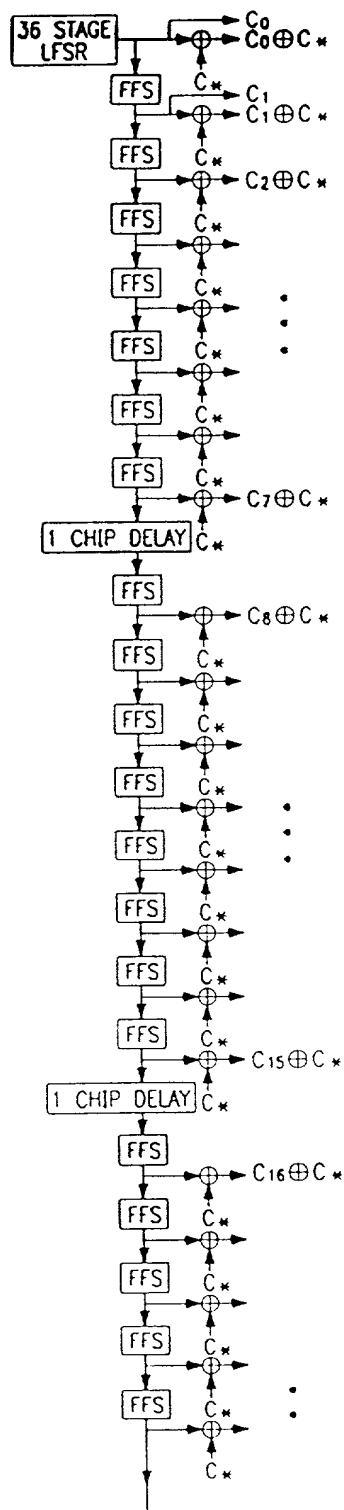 36 STAGE
LFSR
C₀
C₀ ⊕ C *
C *
FFS
C₁
C₁ ⊕ C *
C *
FFS
C₂ ⊕ C *
C *
FFS
C *
FFS
C *
FFS
C *
FFS
C *
FFS
C₇ ⊕ C *
1 CHIP DELAY
C *
FFS
C₈ ⊕ C *
C *
FFS
C *
FFS
C *
FFS
C *
FFS
C *
FFS
C *
FFS
C *
FFS
C₁₅ ⊕ C *
1 CHIP DELAY
C *
FFS
C₁₆ ⊕ C *
C *
FFS
C *
FFS
C *
FFS
C *
FFS
C *